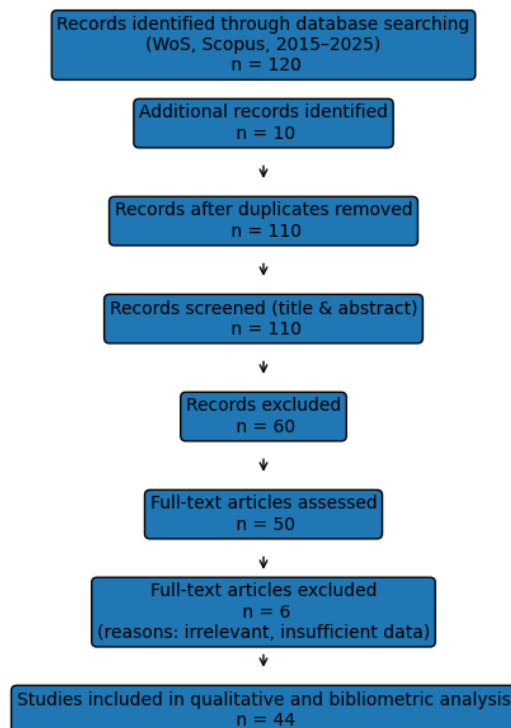 Records identified through database searching
(WoS, Scopus, 2015–2025)
n = 120
Additional records identified
n = 10
Records after duplicates removed
n = 110
Records screened (title & abstract)
n = 110
Records excluded
n = 60
Full-text articles assessed
n = 50
Full-text articles excluded
n = 6
(reasons: irrelevant, insufficient data)
Studies included in qualitative and bibliometric analysis
n = 44